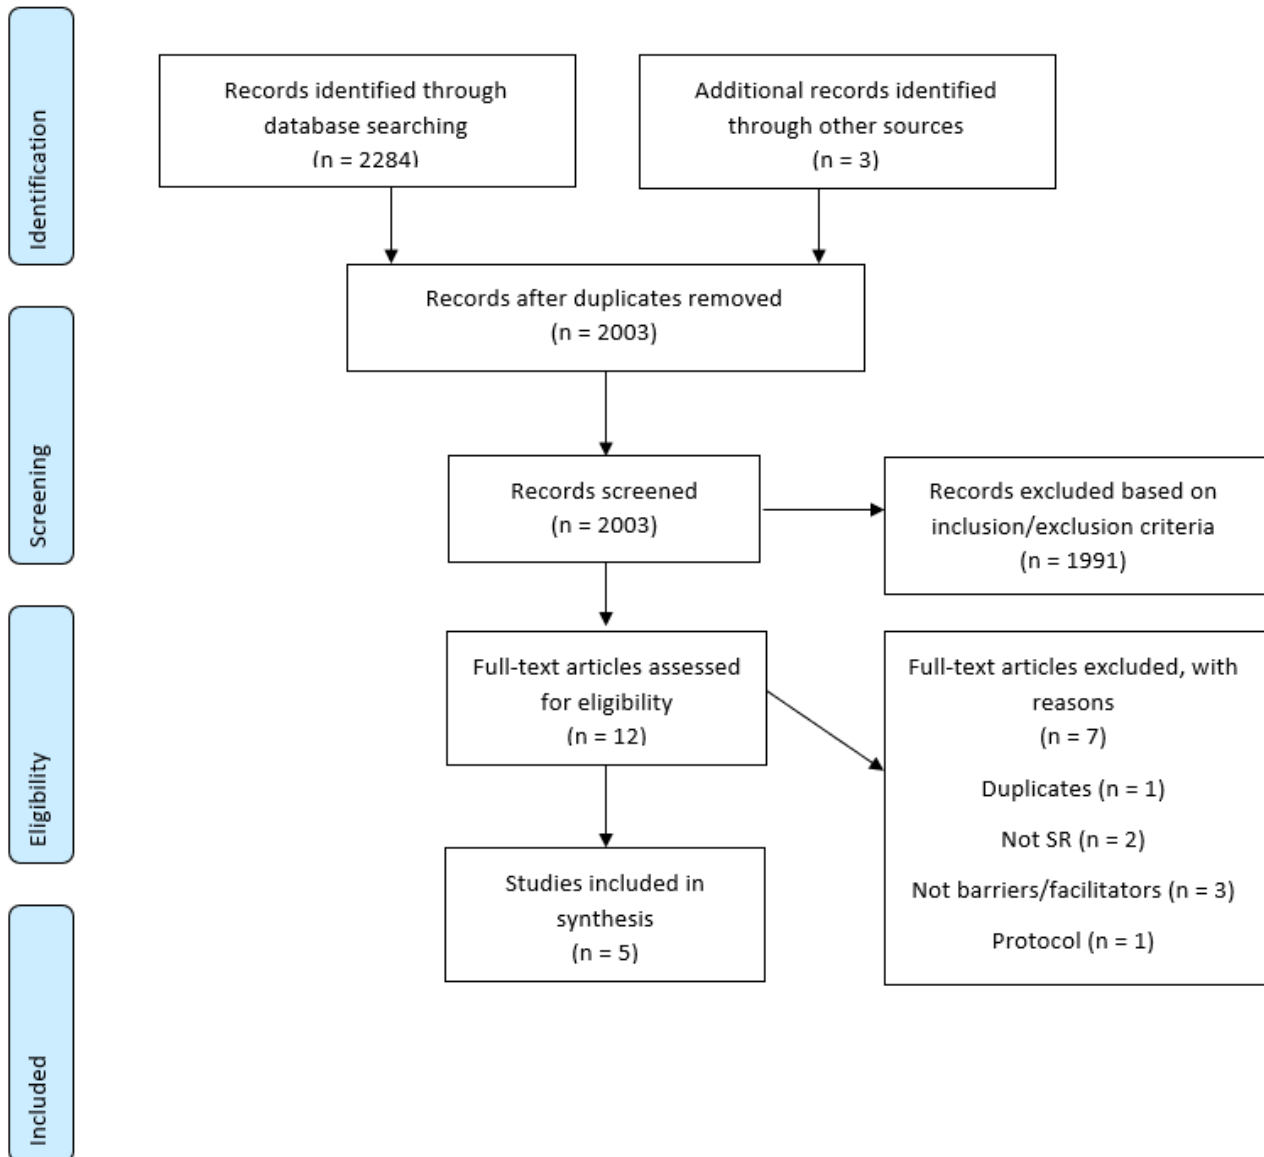 Identification
Records identified through
database searching
(n = 2284)
Additional records identified
through other sources
(n = 3)
Records after duplicates removed
(n = 2003)
Screening
Records screened
(n = 2003)
Records excluded based on
inclusion/exclusion criteria
(n = 1991)
Eligibility
Full-text articles assessed
for eligibility
(n = 12)
Full-text articles excluded, with
reasons
(n = 7)
Duplicates (n = 1)
Not SR (n = 2)
Not barriers/facilitators (n = 3)
Protocol (n = 1)
Studies included in
synthesis
(n = 5)
Included